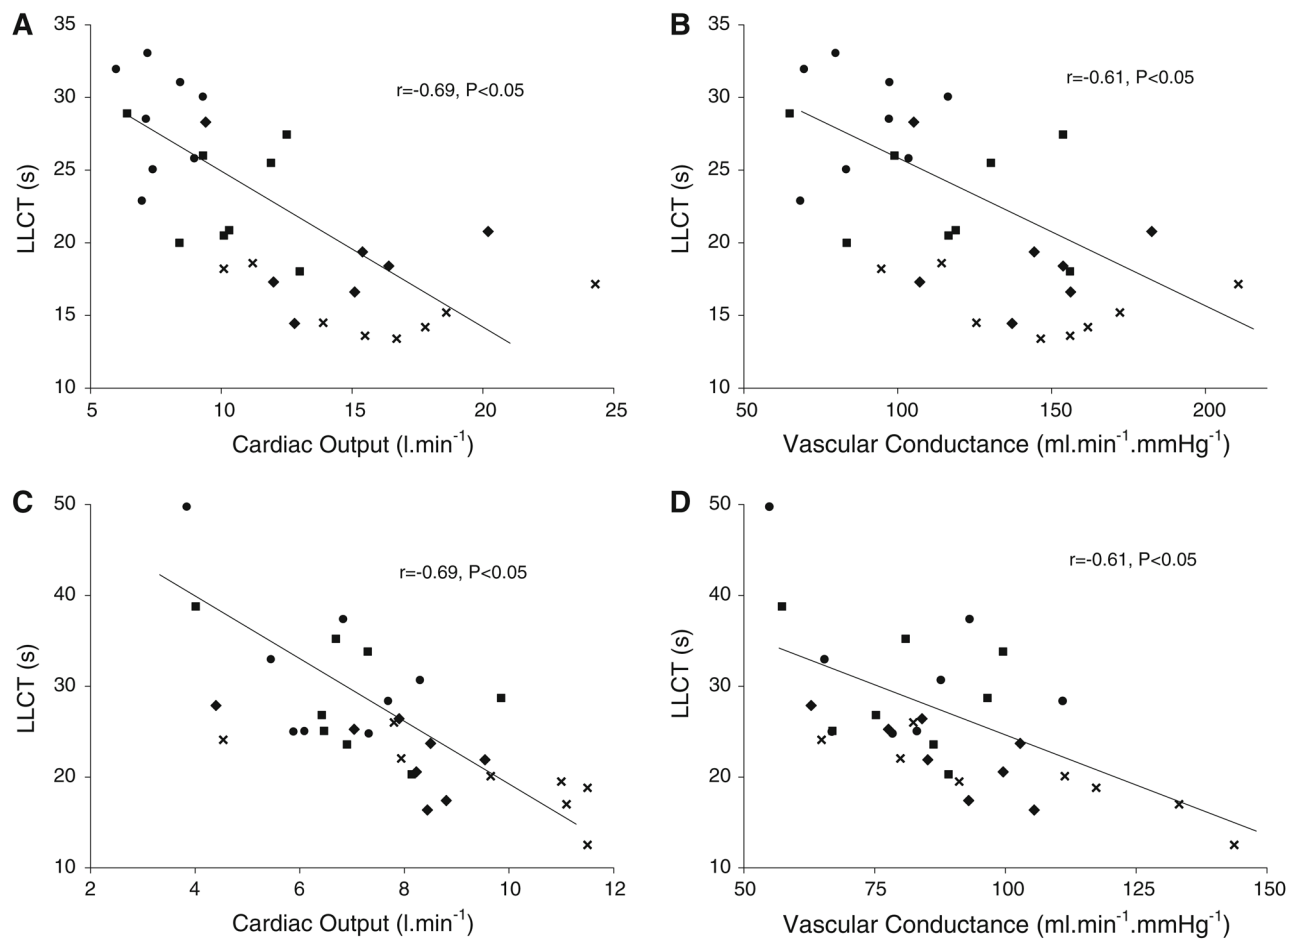 A
35
30
25
20
15
10
LLCT (s)
r=-0.69, P<0.05
5 10 15 20 25
Cardiac Output (l.min⁻¹)
B
35
30
25
20
15
10
LLCT (s)
r=-0.61, P<0.05
50 100 150 200
Vascular Conductance (ml.min⁻¹.mmHg⁻¹)
C
50
40
30
20
10
LLCT (s)
r=-0.69, P<0.05
2 4 6 8 10 12
Cardiac Output (l.min⁻¹)
D
50
40
30
20
10
LLCT (s)
r=-0.61, P<0.05
50 75 100 125 150
Vascular Conductance (ml.min⁻¹.mmHg⁻¹)